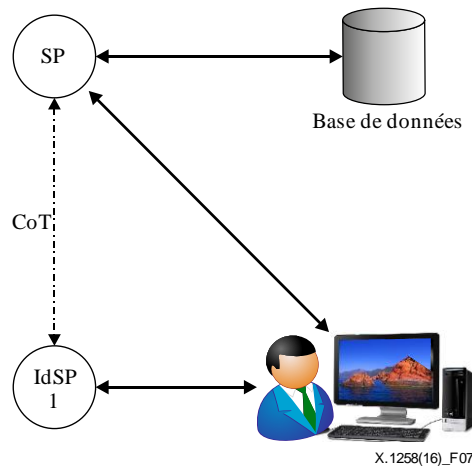 SP
Base de données
CoT
IdSP
1
X.1258(16)_F07